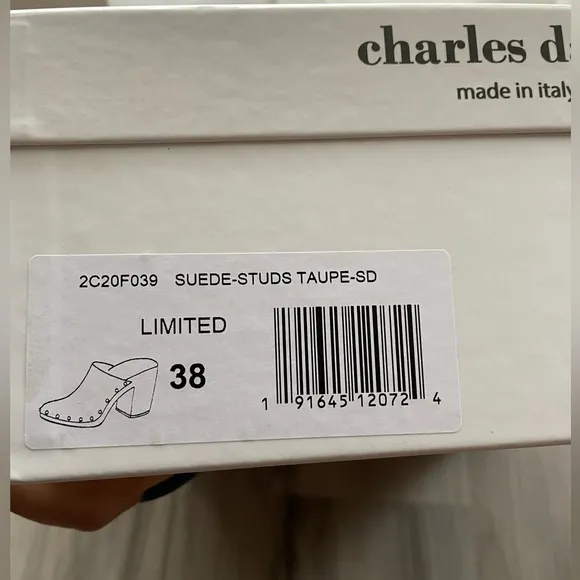 charles d
made in italy
2C20F039 SUEDE-STUDS TAUPE-SD
LIMITED
38
1 91645 12072 4